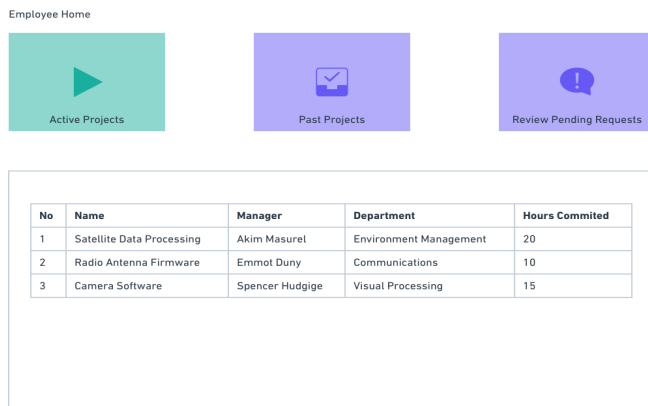 Employee Home
Active Projects
Past Projects
Review Pending Requests
No Name Manager Department Hours Commited
1 Satellite Data Processing Akim Masurel Environment Management 20
2 Radio Antenna Firmware Emmot Duny Communications 10
3 Camera Software Spencer Hudgige Visual Processing 15